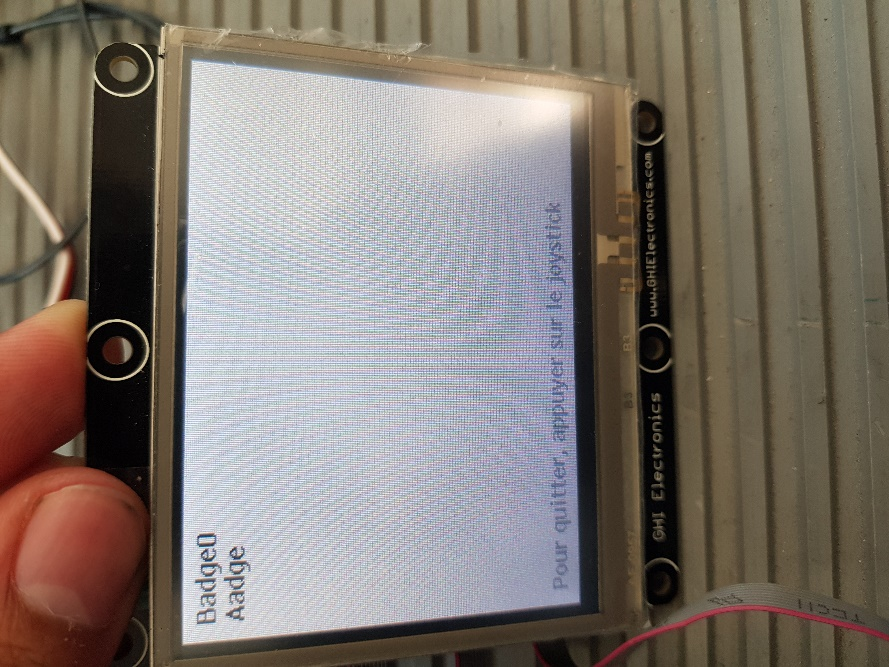 Badge0
Aadge
Pour quitter, appuyer sur le joystick
GHI Electronics
www.GHIElectronics.com